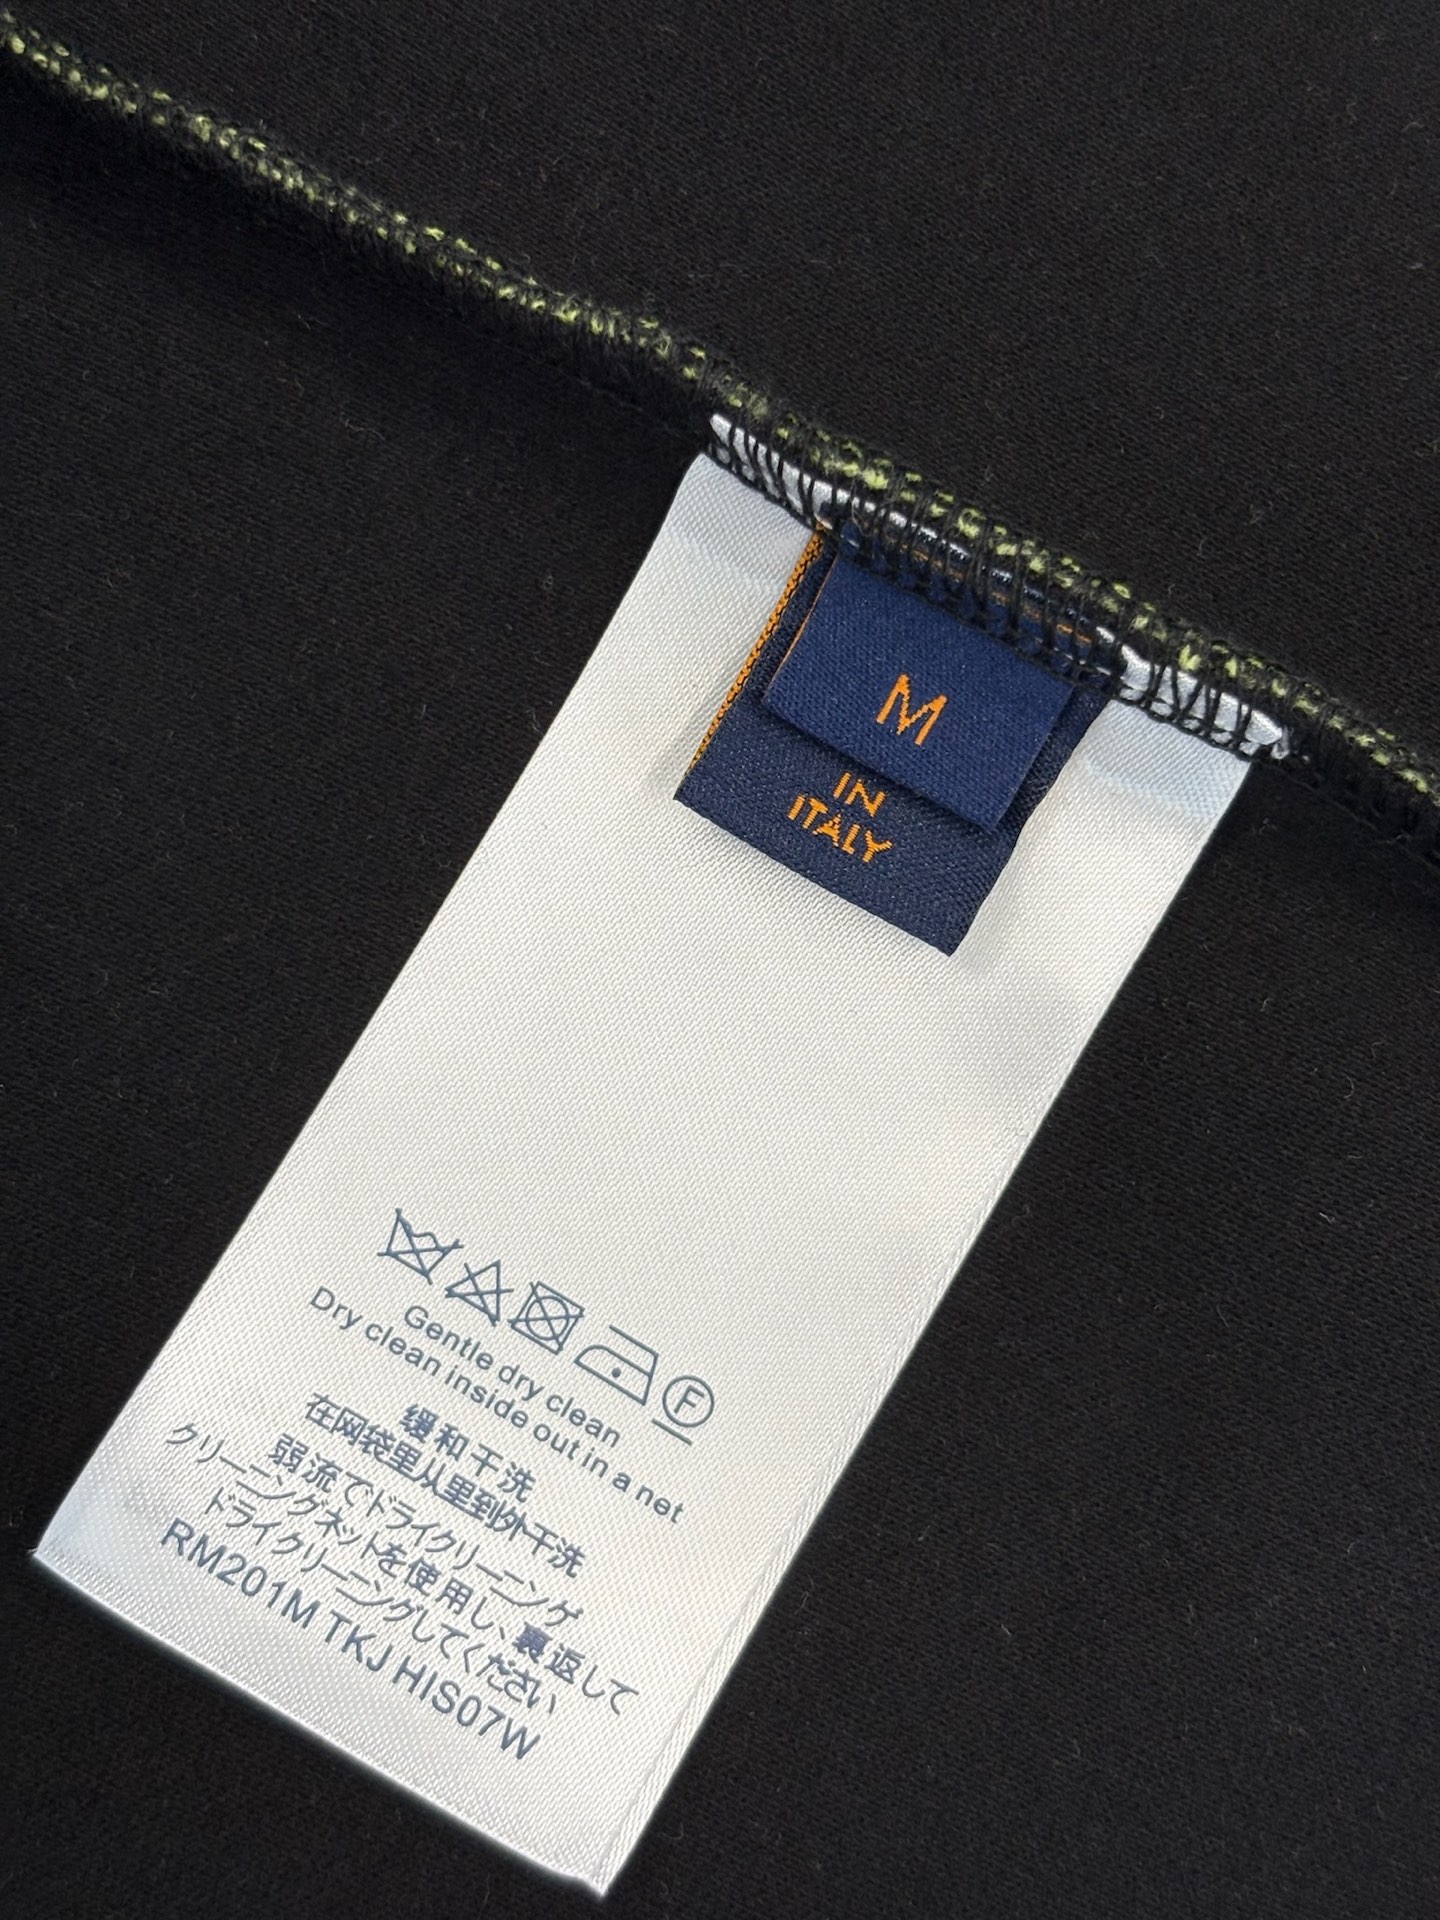 M
IN
ITALY
F
Gentle dry clean
Dry clean inside out in a net
缓和干洗
在网袋里从里到外干洗
弱流でドライクリーニング
クリーニングネットを使用し、裏返して
ドライクリーニングしてください
RM201M TKJ HIS07W